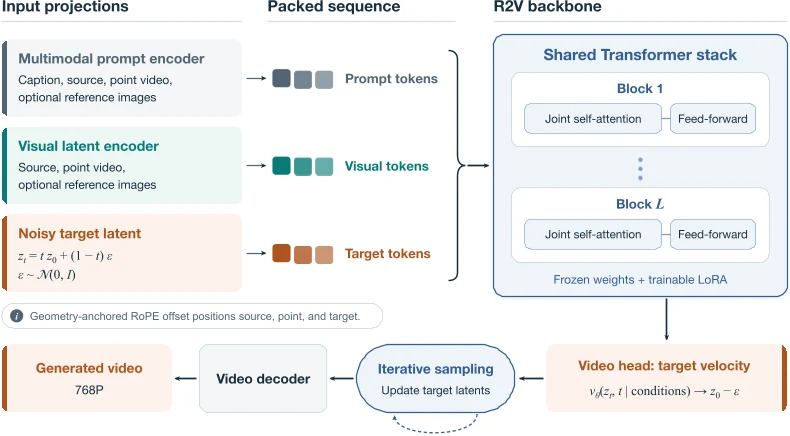 Input projections
Packed sequence
R2V backbone
Multimodal prompt encoder
Caption, source, point video,
optional reference images
Prompt tokens
Visual latent encoder
Source, point video,
optional reference images
Visual tokens
Noisy target latent
zₜ = t z₀ + (1 − t) ε
ε ~ 𝒩(0, I)
Target tokens
Shared Transformer stack
Block 1
Joint self-attention
Feed-forward
Block L
Joint self-attention
Feed-forward
Frozen weights + trainable LoRA
i Geometry-anchored RoPE offset positions source, point, and target.
Generated video
768P
Video decoder
Iterative sampling
Update target latents
Video head: target velocity
v_θ(zₜ, t | conditions) → z₀ − ε